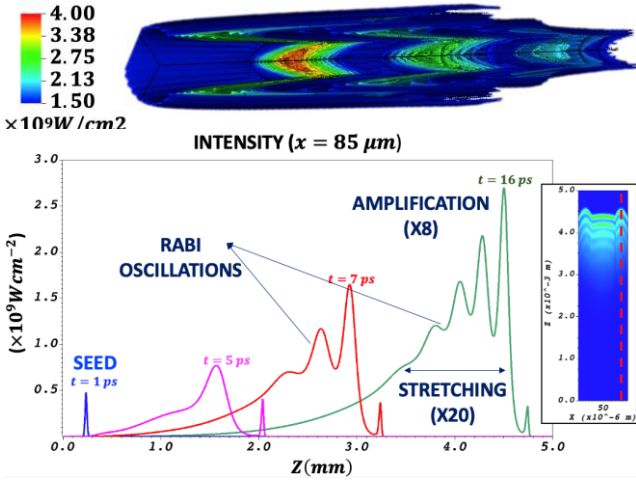 4.00
3.38
2.75
2.13
1.50
×10⁹W/cm2
INTENSITY (x = 85 μm)
(×10⁹Wcm⁻²)
3.0
2.5
2.0
1.5
1.0
0.5
SEED
t = 1 ps
t = 5 ps
RABI
OSCILLATIONS
t = 7 ps
AMPLIFICATION
(X8)
t = 16 ps
STRETCHING
(X20)
0.0 1.0 2.0 3.0 4.0 5.0
Z(mm)
Z (x10^-3 m)
5.0
4.0
3.0
2.0
1.0
0.0
50
X (x10^-6 m)